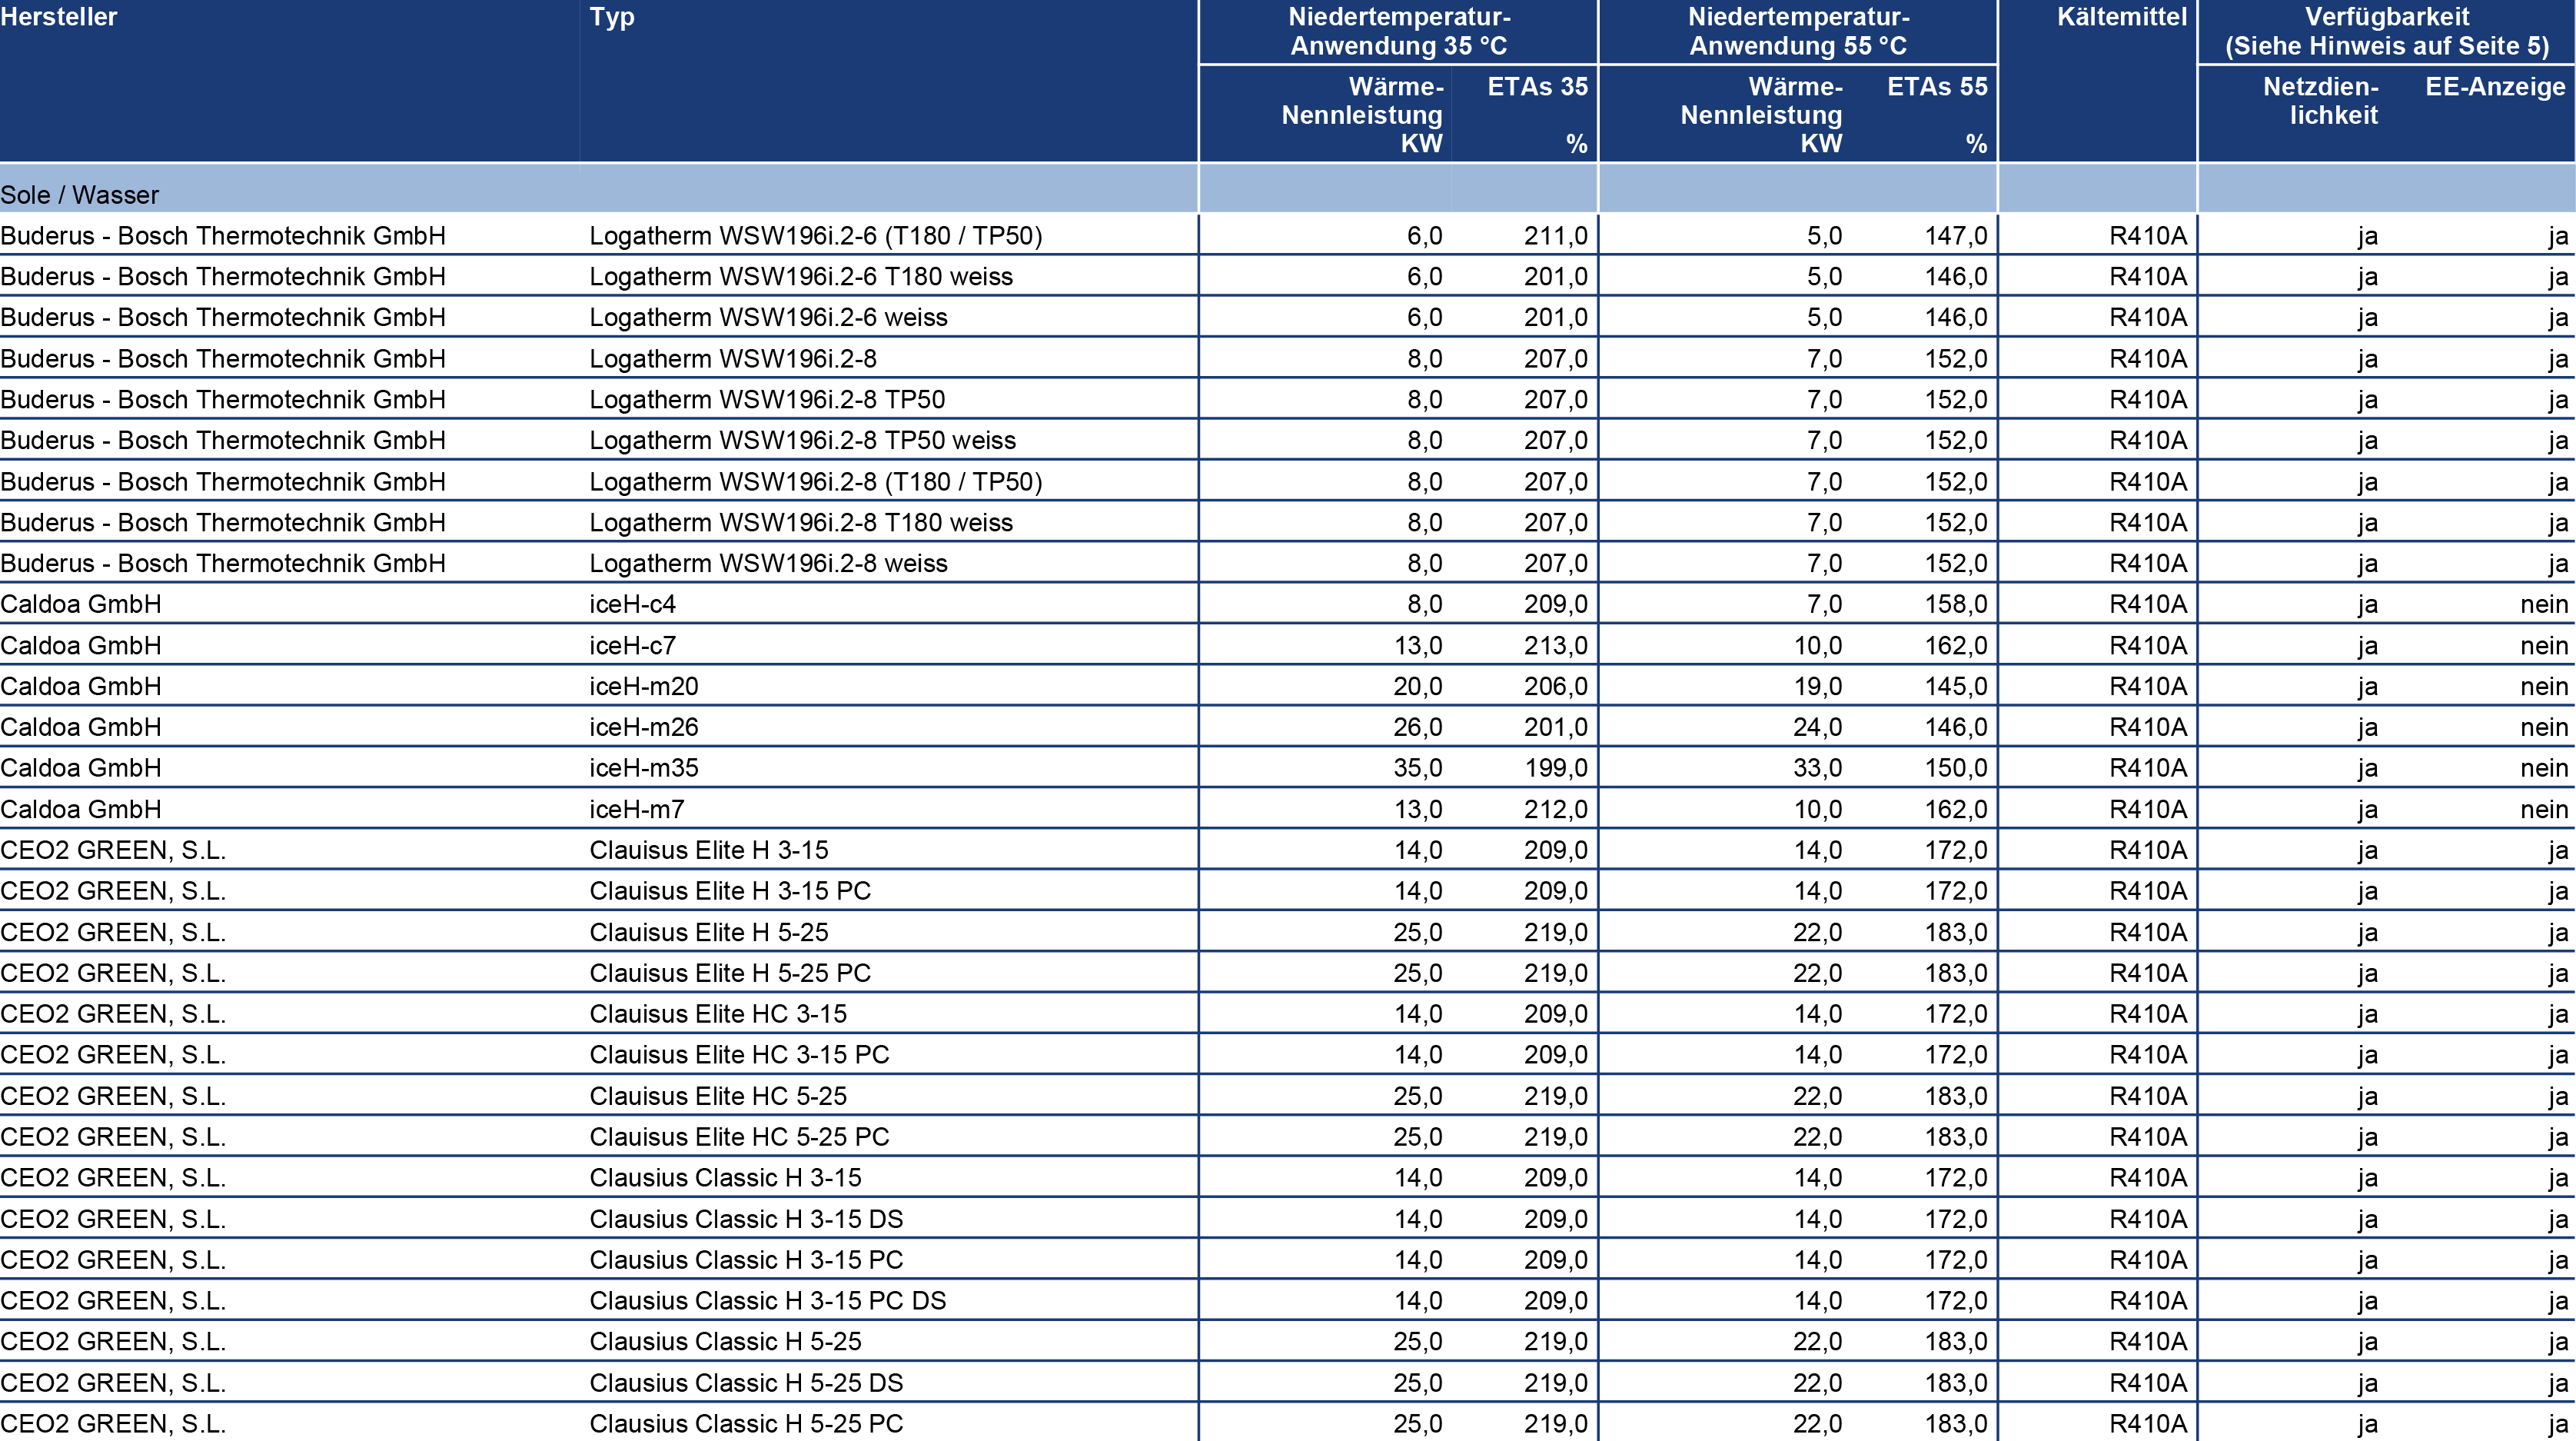 Hersteller Typ Niedertemperatur- Niedertemperatur- Kältemittel Verfügbarkeit
Anwendung 35 °C Anwendung 55 °C (Siehe Hinweis auf Seite 5)
Wärme- ETAs 35 Wärme- ETAs 55 Netzdien- EE-Anzeige
Nennleistung Nennleistung lichkeit
KW % KW %
Sole / Wasser
Buderus - Bosch Thermotechnik GmbH Logatherm WSW196i.2-6 (T180 / TP50) 6,0 211,0 5,0 147,0 R410A ja ja
Buderus - Bosch Thermotechnik GmbH Logatherm WSW196i.2-6 T180 weiss 6,0 201,0 5,0 146,0 R410A ja ja
Buderus - Bosch Thermotechnik GmbH Logatherm WSW196i.2-6 weiss 6,0 201,0 5,0 146,0 R410A ja ja
Buderus - Bosch Thermotechnik GmbH Logatherm WSW196i.2-8 8,0 207,0 7,0 152,0 R410A ja ja
Buderus - Bosch Thermotechnik GmbH Logatherm WSW196i.2-8 TP50 8,0 207,0 7,0 152,0 R410A ja ja
Buderus - Bosch Thermotechnik GmbH Logatherm WSW196i.2-8 TP50 weiss 8,0 207,0 7,0 152,0 R410A ja ja
Buderus - Bosch Thermotechnik GmbH Logatherm WSW196i.2-8 (T180 / TP50) 8,0 207,0 7,0 152,0 R410A ja ja
Buderus - Bosch Thermotechnik GmbH Logatherm WSW196i.2-8 T180 weiss 8,0 207,0 7,0 152,0 R410A ja ja
Buderus - Bosch Thermotechnik GmbH Logatherm WSW196i.2-8 weiss 8,0 207,0 7,0 152,0 R410A ja ja
Caldoa GmbH iceH-c4 8,0 209,0 7,0 158,0 R410A ja nein
Caldoa GmbH iceH-c7 13,0 213,0 10,0 162,0 R410A ja nein
Caldoa GmbH iceH-m20 20,0 206,0 19,0 145,0 R410A ja nein
Caldoa GmbH iceH-m26 26,0 201,0 24,0 146,0 R410A ja nein
Caldoa GmbH iceH-m35 35,0 199,0 33,0 150,0 R410A ja nein
Caldoa GmbH iceH-m7 13,0 212,0 10,0 162,0 R410A ja nein
CEO2 GREEN, S.L. Clauisus Elite H 3-15 14,0 209,0 14,0 172,0 R410A ja ja
CEO2 GREEN, S.L. Clauisus Elite H 3-15 PC 14,0 209,0 14,0 172,0 R410A ja ja
CEO2 GREEN, S.L. Clauisus Elite H 5-25 25,0 219,0 22,0 183,0 R410A ja ja
CEO2 GREEN, S.L. Clauisus Elite H 5-25 PC 25,0 219,0 22,0 183,0 R410A ja ja
CEO2 GREEN, S.L. Clauisus Elite HC 3-15 14,0 209,0 14,0 172,0 R410A ja ja
CEO2 GREEN, S.L. Clauisus Elite HC 3-15 PC 14,0 209,0 14,0 172,0 R410A ja ja
CEO2 GREEN, S.L. Clauisus Elite HC 5-25 25,0 219,0 22,0 183,0 R410A ja ja
CEO2 GREEN, S.L. Clauisus Elite HC 5-25 PC 25,0 219,0 22,0 183,0 R410A ja ja
CEO2 GREEN, S.L. Clausius Classic H 3-15 14,0 209,0 14,0 172,0 R410A ja ja
CEO2 GREEN, S.L. Clausius Classic H 3-15 DS 14,0 209,0 14,0 172,0 R410A ja ja
CEO2 GREEN, S.L. Clausius Classic H 3-15 PC 14,0 209,0 14,0 172,0 R410A ja ja
CEO2 GREEN, S.L. Clausius Classic H 3-15 PC DS 14,0 209,0 14,0 172,0 R410A ja ja
CEO2 GREEN, S.L. Clausius Classic H 5-25 25,0 219,0 22,0 183,0 R410A ja ja
CEO2 GREEN, S.L. Clausius Classic H 5-25 DS 25,0 219,0 22,0 183,0 R410A ja ja
CEO2 GREEN, S.L. Clausius Classic H 5-25 PC 25,0 219,0 22,0 183,0 R410A ja ja